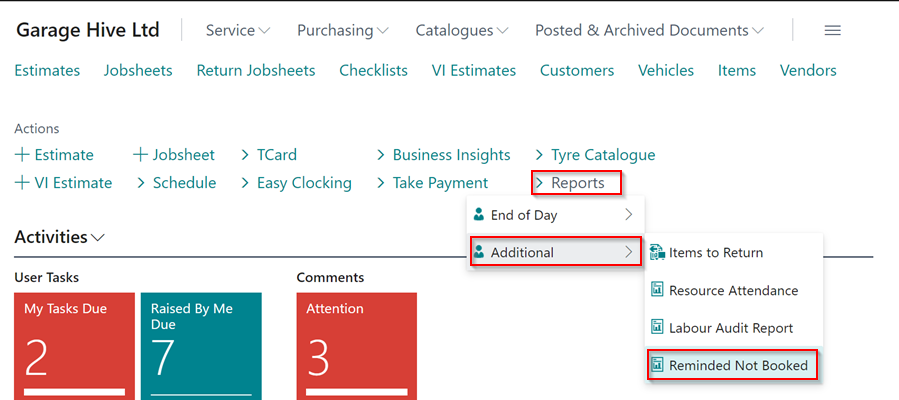 Garage Hive Ltd Service Purchasing Catalogues Posted & Archived Documents
Estimates Jobsheets Return Jobsheets Checklists VI Estimates Customers Vehicles Items Vendors
Actions
+ Estimate + Jobsheet > TCard > Business Insights > Tyre Catalogue
+ VI Estimate > Schedule > Easy Clocking > Take Payment > Reports
End of Day >
Activities
Additional >
Items to Return
User Tasks Comments
Resource Attendance
My Tasks Due Raised By Me Due Attention
Labour Audit Report
2 7 3
Reminded Not Booked